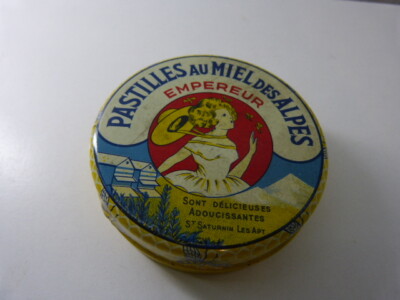 PASTILLES AU MIEL DES ALPES
EMPEREUR
SONT DÉLICIEUSES
ADOUCISSANTES
ST SATURNIN LES APT